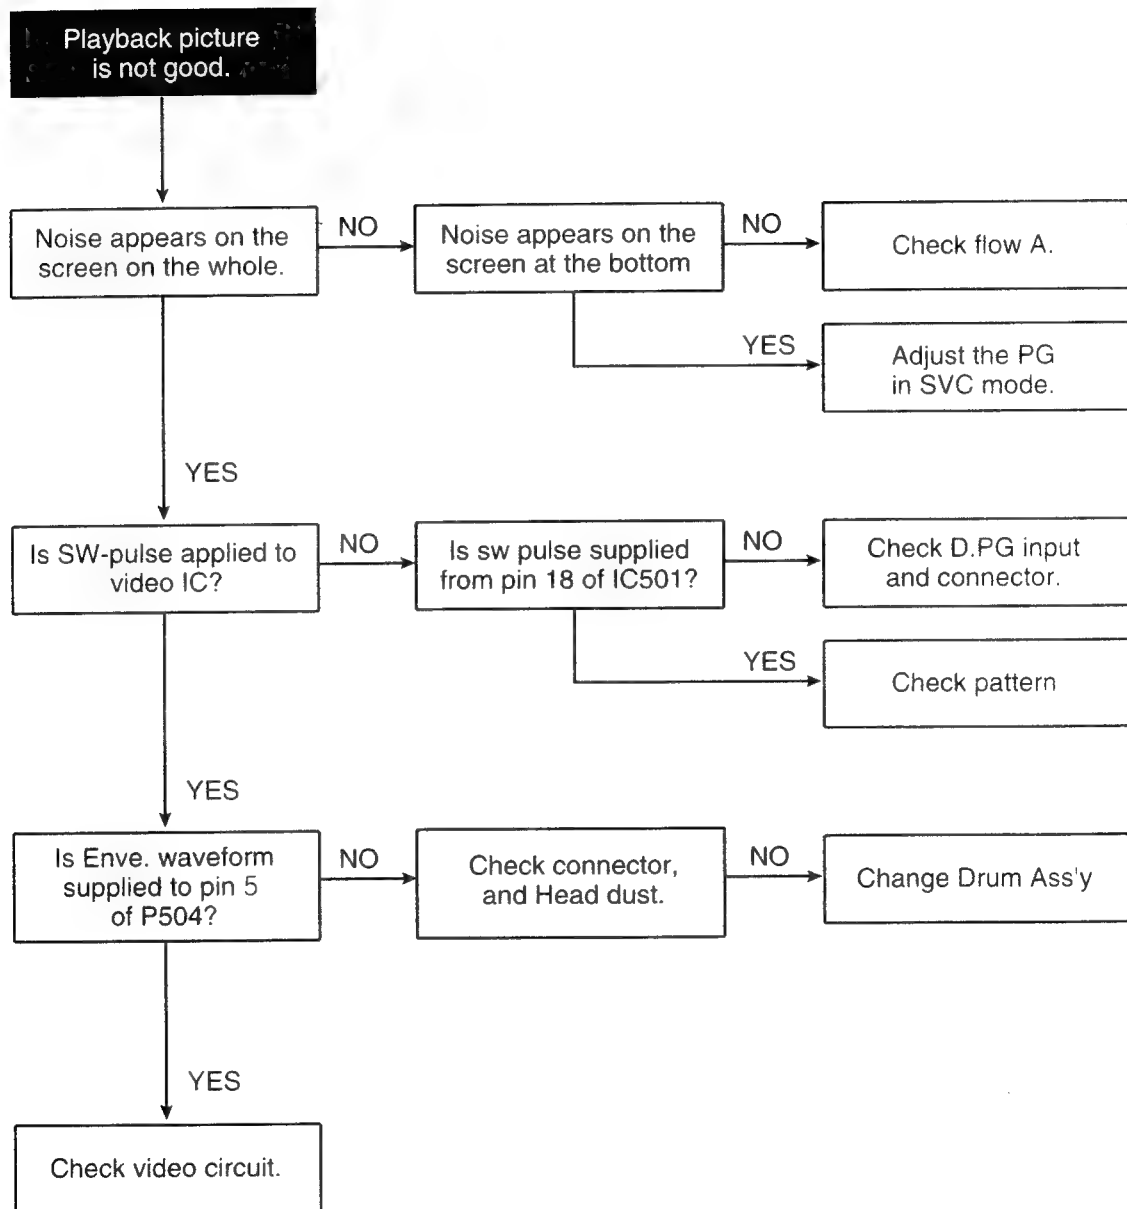 Playback picture
is not good.
Noise appears on the
screen on the whole.
NO
Noise appears on the
screen at the bottom
NO
Check flow A.
YES
Adjust the PG
in SVC mode.
YES
Is SW-pulse applied to
video IC?
NO
Is sw pulse supplied
from pin 18 of IC501?
NO
Check D.PG input
and connector.
YES
Check pattern
YES
Is Enve. waveform
supplied to pin 5
of P504?
NO
Check connector,
and Head dust.
NO
Change Drum Ass'y
YES
Check video circuit.